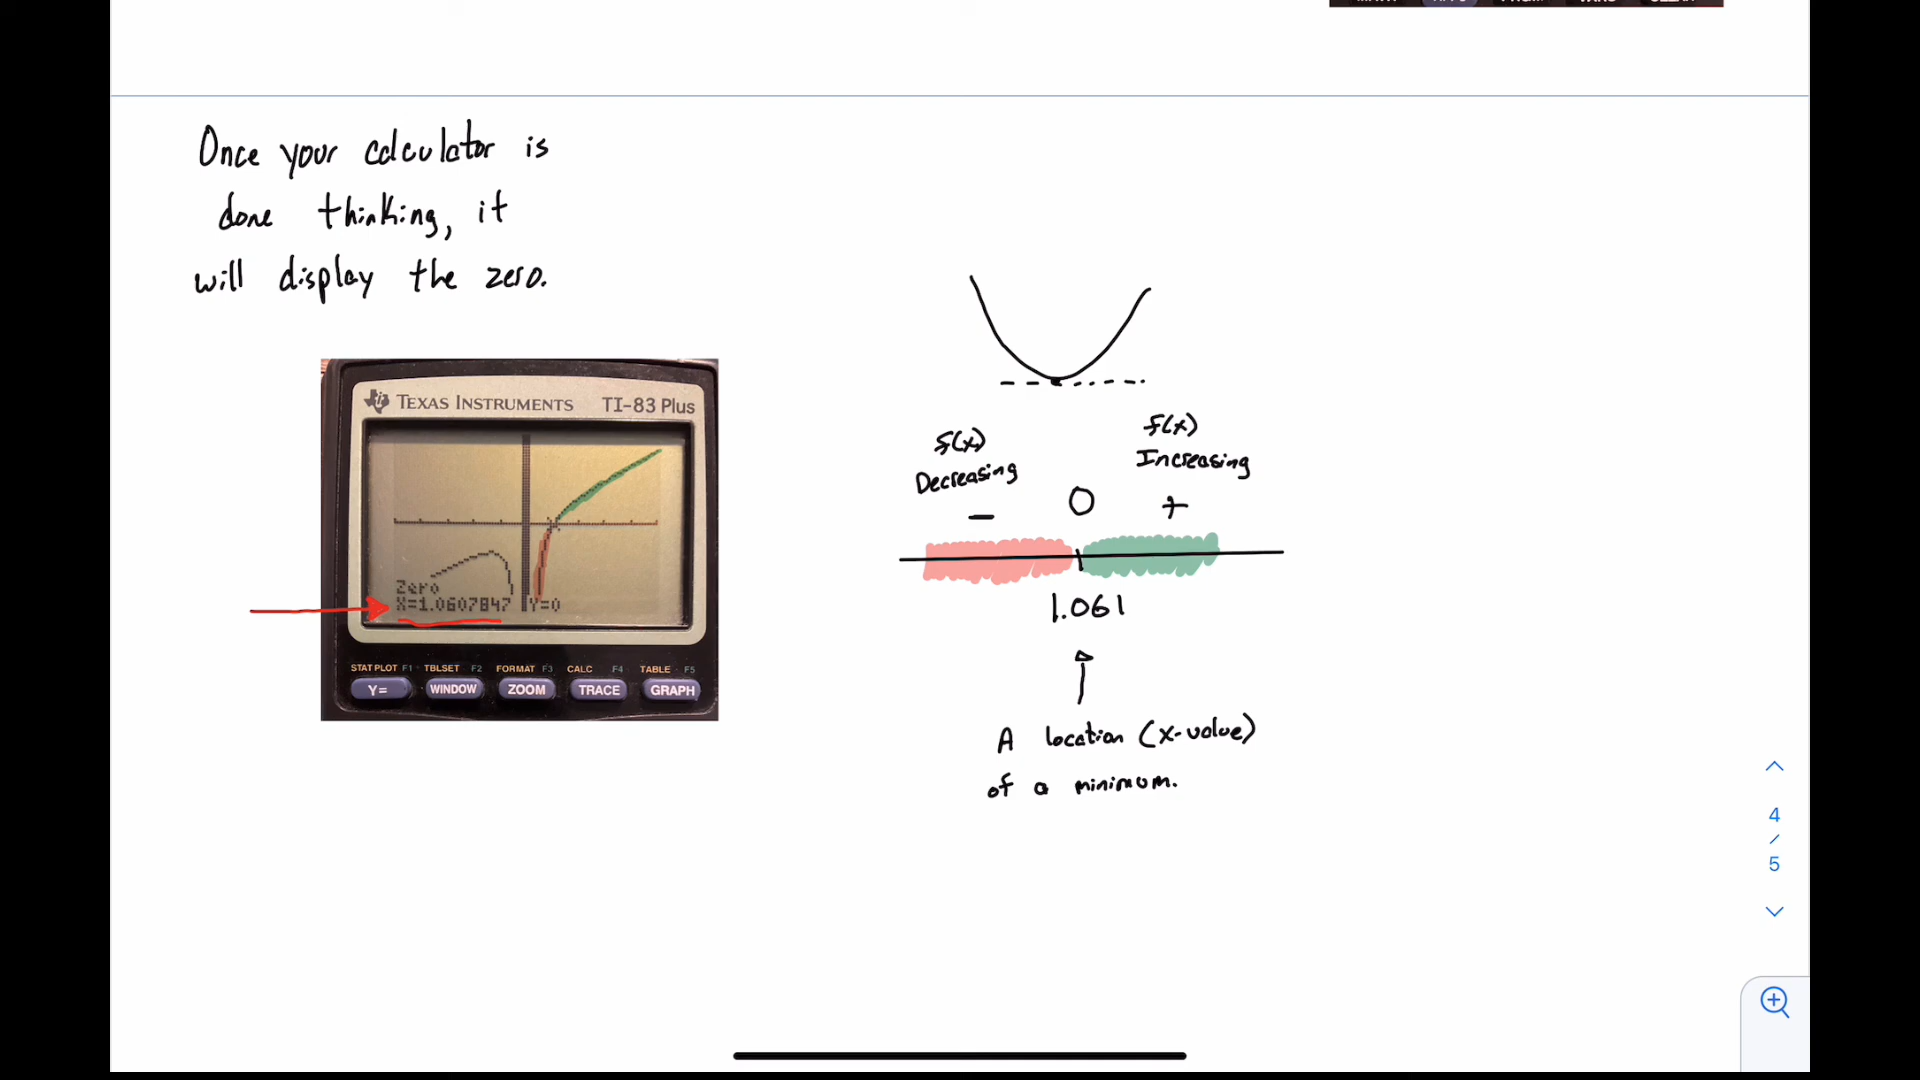 Once your calculator is
done thinking, it
will display the zero.
TEXAS INSTRUMENTS TI-83 Plus
Zero
X=1.0607847 Y=0
STAT PLOT F1 TBLSET F2 FORMAT F3 CALC F4 TABLE F5
Y= WINDOW ZOOM TRACE GRAPH
f(x)
Decreasing
f(x)
Increasing
− 0 +
1.061
A location (x-value)
of a minimum.
4
/
5